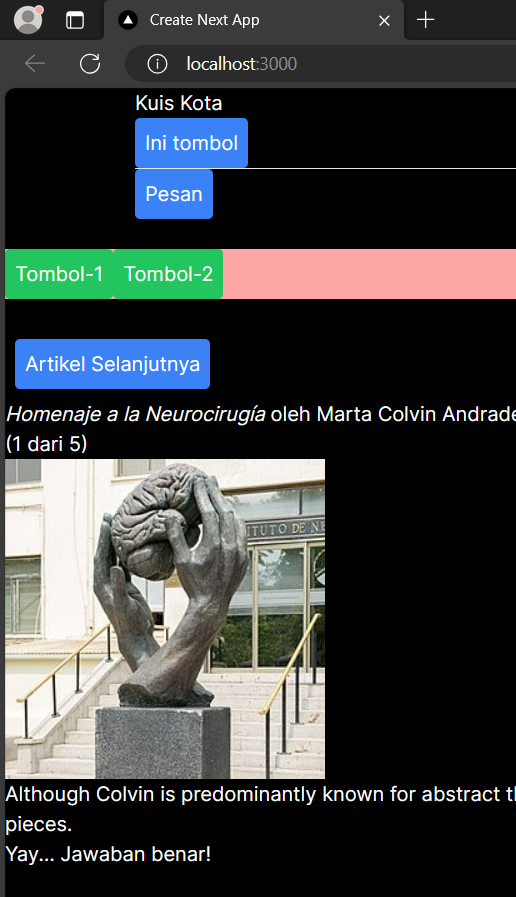 Create Next App
localhost:3000
Kuis Kota
Ini tombol
Pesan
Tombol-1 Tombol-2
Artikel Selanjutnya
Homenaje a la Neurocirugía oleh Marta Colvin Andrade
(1 dari 5)
ITUTO DE NE
Although Colvin is predominantly known for abstract th
pieces.
Yay... Jawaban benar!